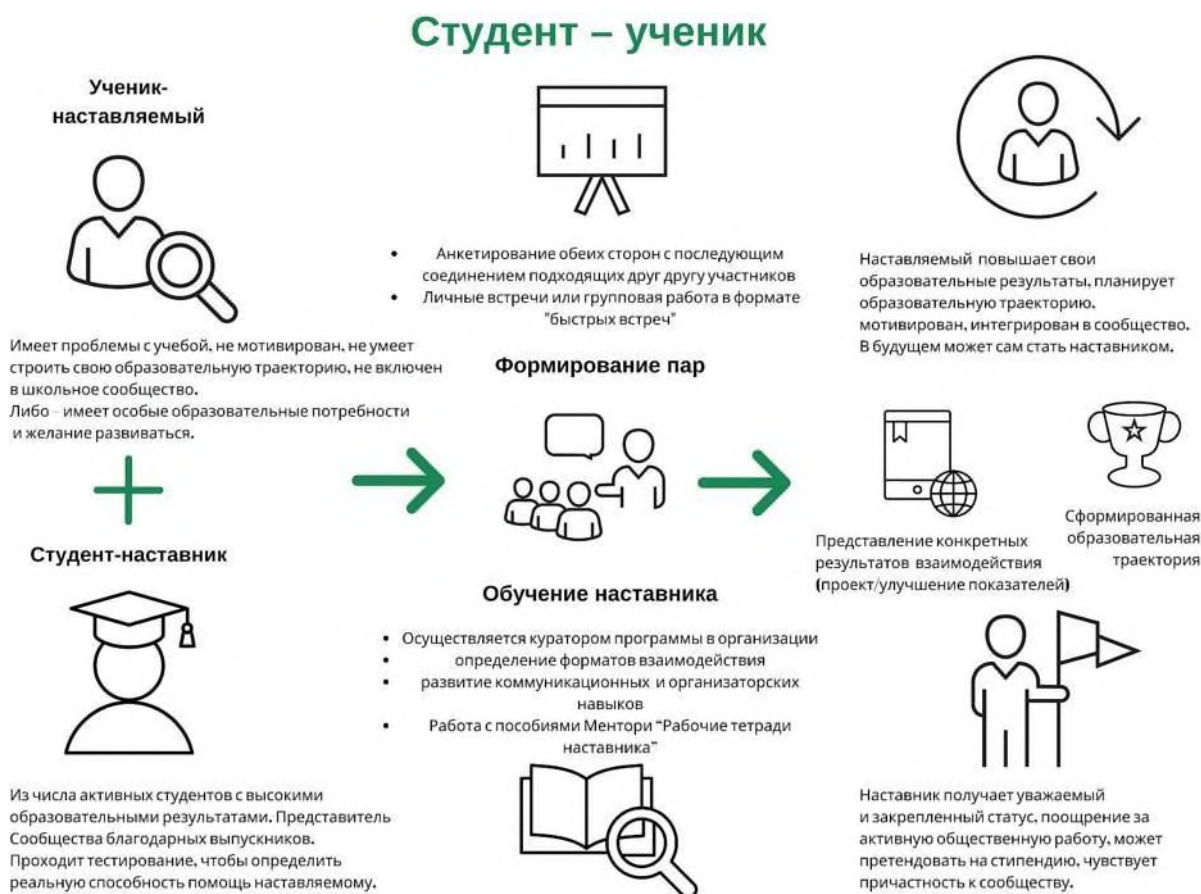 Студент – ученик
Ученик-
наставляемый
Имеет проблемы с учебой, не мотивирован, не умеет
строить свою образовательную траекторию, не включен
в школьное сообщество.
Либо - имеет особые образовательные потребности
и желание развиваться.
Студент-наставник
Из числа активных студентов с высокими
образовательными результатами. Представитель
Сообщества благодарных выпускников.
Проходит тестирование, чтобы определить
реальную способность помощь наставляемому.
• Анкетирование обеих сторон с последующим
соединением подходящих друг другу участников
• Личные встречи или групповая работа в формате
"быстрых встреч"
Формирование пар
Обучение наставника
• Осуществляется куратором программы в организации
• определение форматов взаимодействия
• развитие коммуникационных и организаторских
навыков
• Работа с пособиями Ментори "Рабочие тетради
наставника"
Наставляемый повышает свои
образовательные результаты, планирует
образовательную траекторию,
мотивирован, интегрирован в сообщество.
В будущем может сам стать наставником.
Представление конкретных
результатов взаимодействия
(проект/улучшение показателей)
Сформированная
образовательная
траектория
Наставник получает уважаемый
и закрепленный статус, поощрение за
активную общественную работу, может
претендовать на стипендию, чувствует
причастность к сообществу.